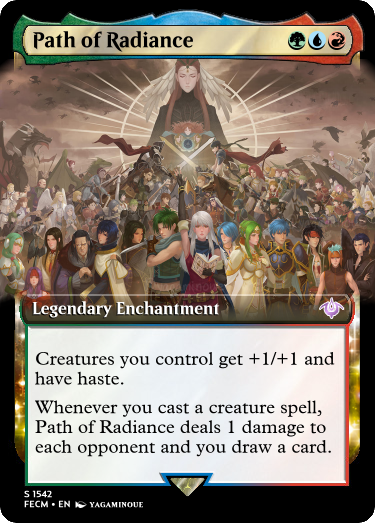 Path of Radiance
Legendary Enchantment
Creatures you control get +1/+1 and
have haste.
Whenever you cast a creature spell,
Path of Radiance deals 1 damage to
each opponent and you draw a card.
S 1542
FECM • EN YAGAMINOUE